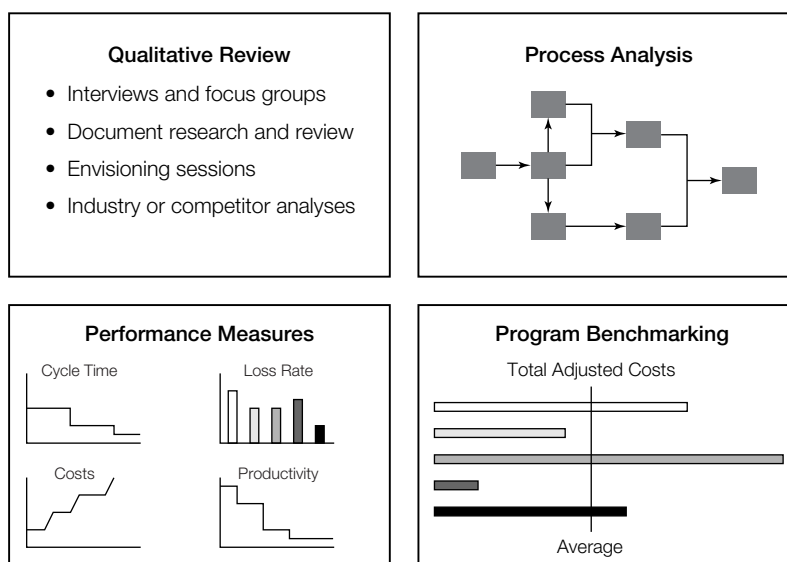 Qualitative Review
• Interviews and focus groups
• Document research and review
• Envisioning sessions
• Industry or competitor analyses
Process Analysis
Performance Measures
Cycle Time
Loss Rate
Costs
Productivity
Program Benchmarking
Total Adjusted Costs
Average